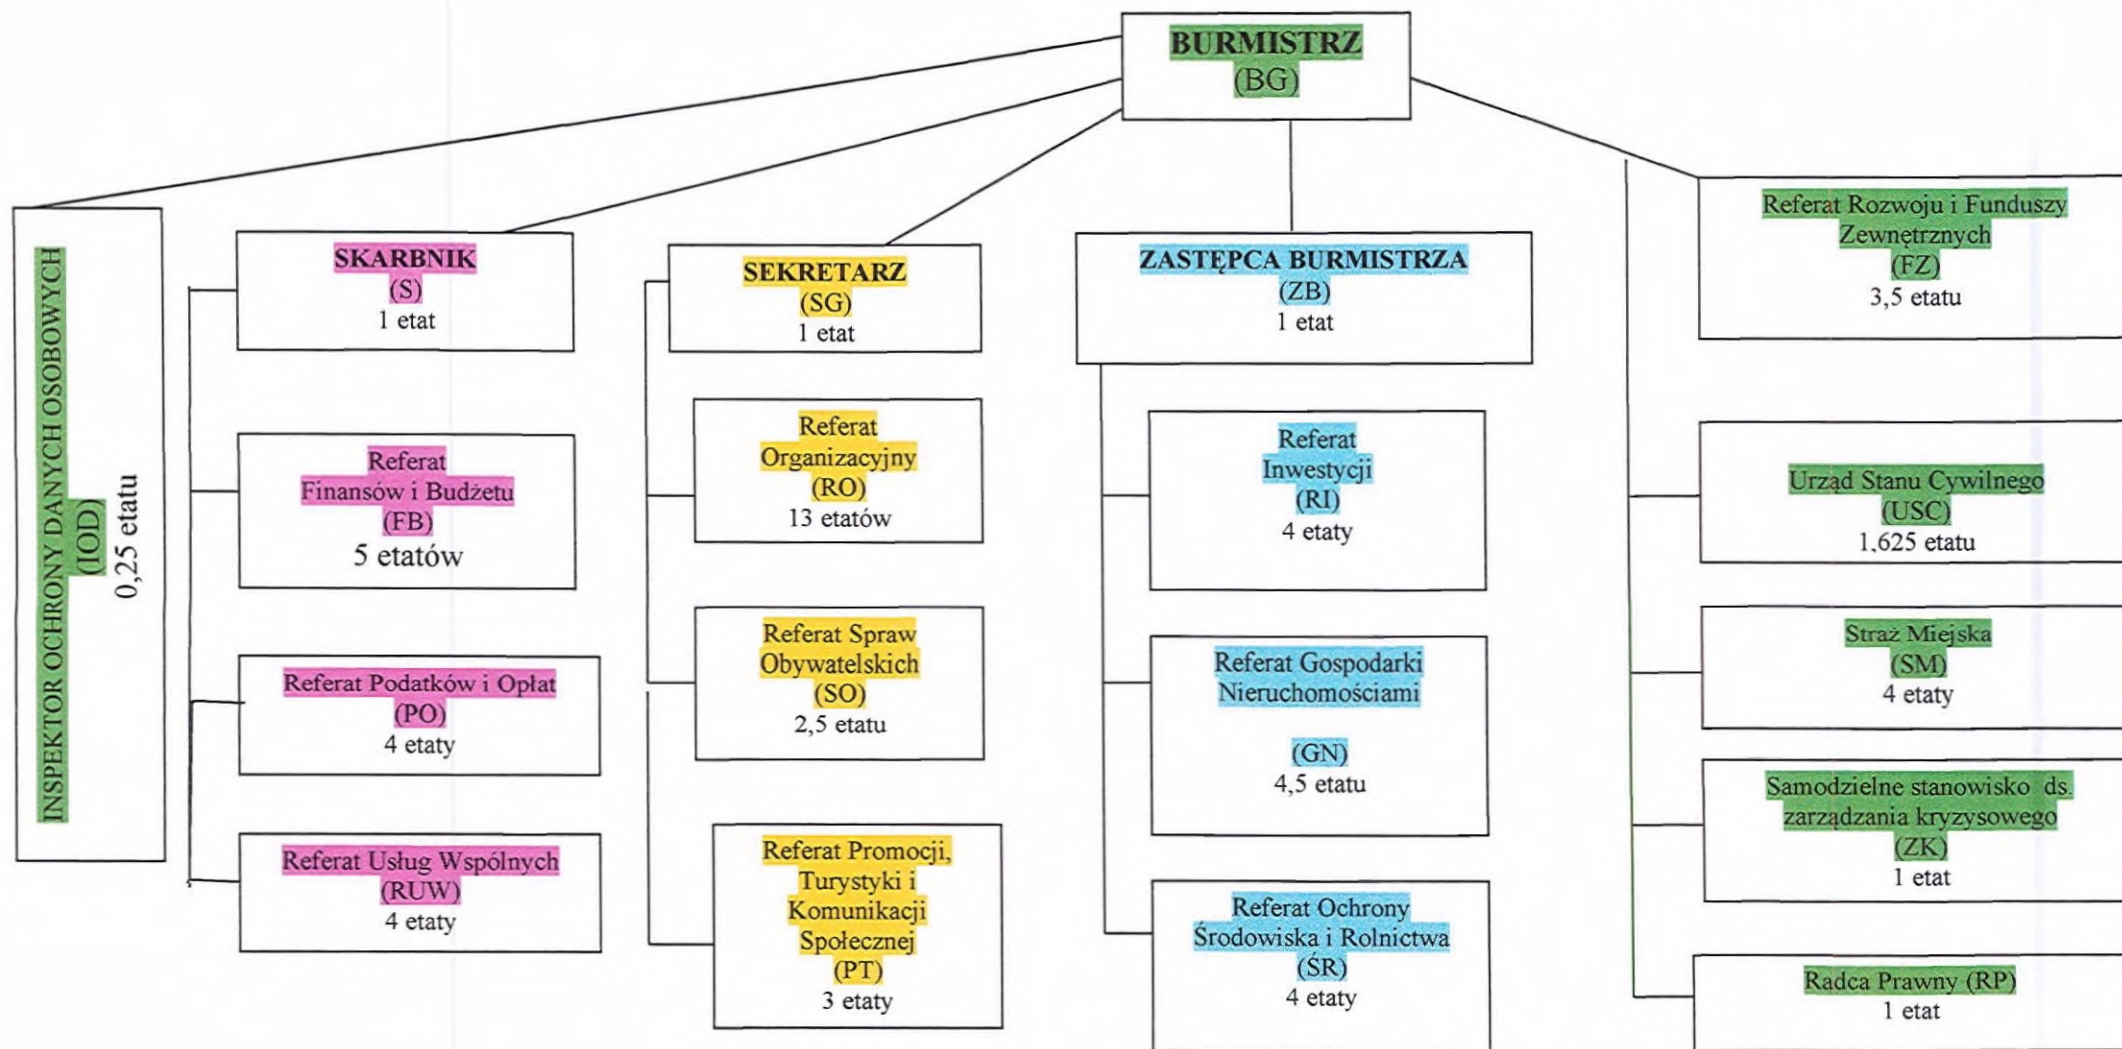 BURMISTRZ
(BG)
INSPEKTOR OCHRONY DANYCH OSOBOWYCH
(IOD)
0,25 etatu
SKARBNIK
(S)
1 etat
Referat
Finansów i Budżetu
(FB)
5 etatów
Referat Podatków i Opłat
(PO)
4 etaty
Referat Usług Wspólnych
(RUW)
4 etaty
SEKRETARZ
(SG)
1 etat
Referat
Organizacyjny
(RO)
13 etatów
Referat Spraw
Obywatelskich
(SO)
2,5 etatu
Referat Promocji,
Turystyki i
Komunikacji
Społecznej
(PT)
3 etaty
ZASTĘPCA BURMISTRZA
(ZB)
1 etat
Referat
Inwestycji
(RI)
4 etaty
Referat Gospodarki
Nieruchomościami
(GN)
4,5 etatu
Referat Ochrony
Środowiska i Rolnictwa
(ŚR)
4 etaty
Referat Rozwoju i Funduszy
Zewnętrznych
(FZ)
3,5 etatu
Urząd Stanu Cywilnego
(USC)
1,625 etatu
Straż Miejska
(SM)
4 etaty
Samodzielne stanowisko ds.
zarządzania kryzysowego
(ZK)
1 etat
Radca Prawny (RP)
1 etat